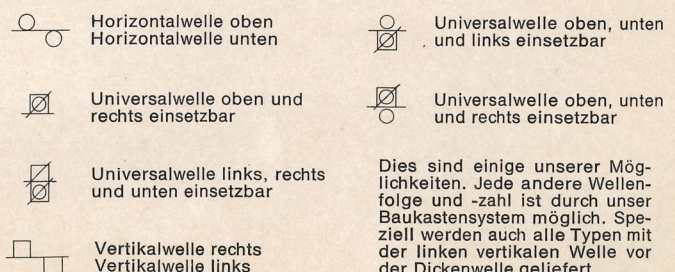 Horizontalwelle oben
Horizontalwelle unten
Universalwelle oben und
rechts einsetzbar
Universalwelle links, rechts
und unten einsetzbar
Vertikalwelle rechts
Vertikalwelle links
Universalwelle oben, unten
und links einsetzbar
Universalwelle oben, unten
und rechts einsetzbar
Dies sind einige unserer Mög-
lichkeiten. Jede andere Wellen-
folge und -zahl ist durch unser
Baukastensystem möglich. Spe-
ziell werden auch alle Typen mit
der linken vertikalen Welle vor
der Dickenwelle geliefert